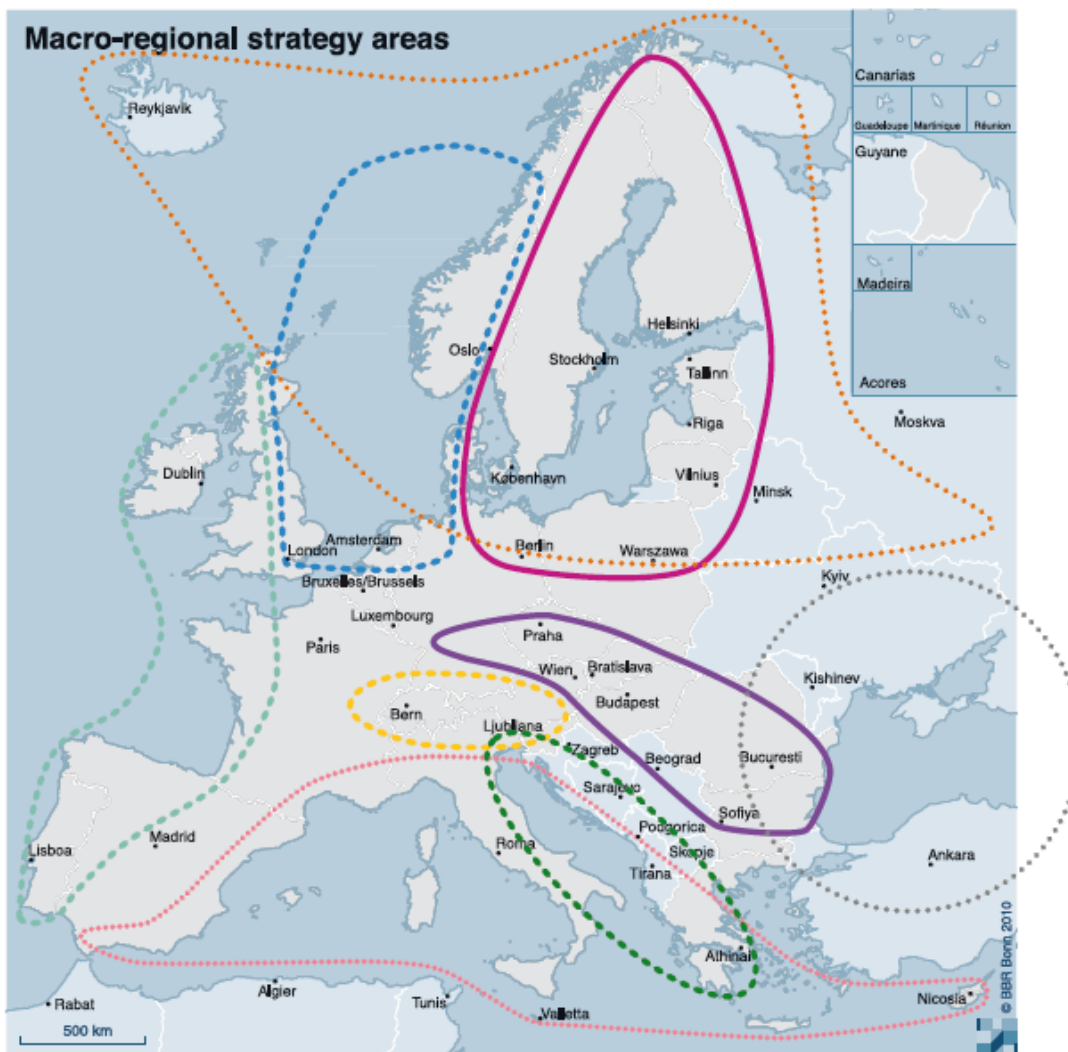 Macro-regional strategy areas
Canarias
Reykjavik
Guadeloupe
Martinique
Réunion
Guyane
Madeira
Helsinki
Oslo
Stockholm
Tallinn
Acores
Moskva
Riga
Dublin
København
Vilnius
Minsk
Amsterdam
Berlin
Warszawa
London
Bruxelles/Brussels
Kyiv
Luxembourg
Praha
Paris
Wien
Bratislava
Kishinev
Budapest
Bern
Ljubljana
Zagreb
Beograd
Bucuresti
Sarajevo
Sofiya
Podgorica
Madrid
Roma
Lisboa
Skopje
Ankara
Tirana
Athinai
© BBR Bonn 2010
Algier
Nicosia
Rabat
Tunis
Valletta
500 km